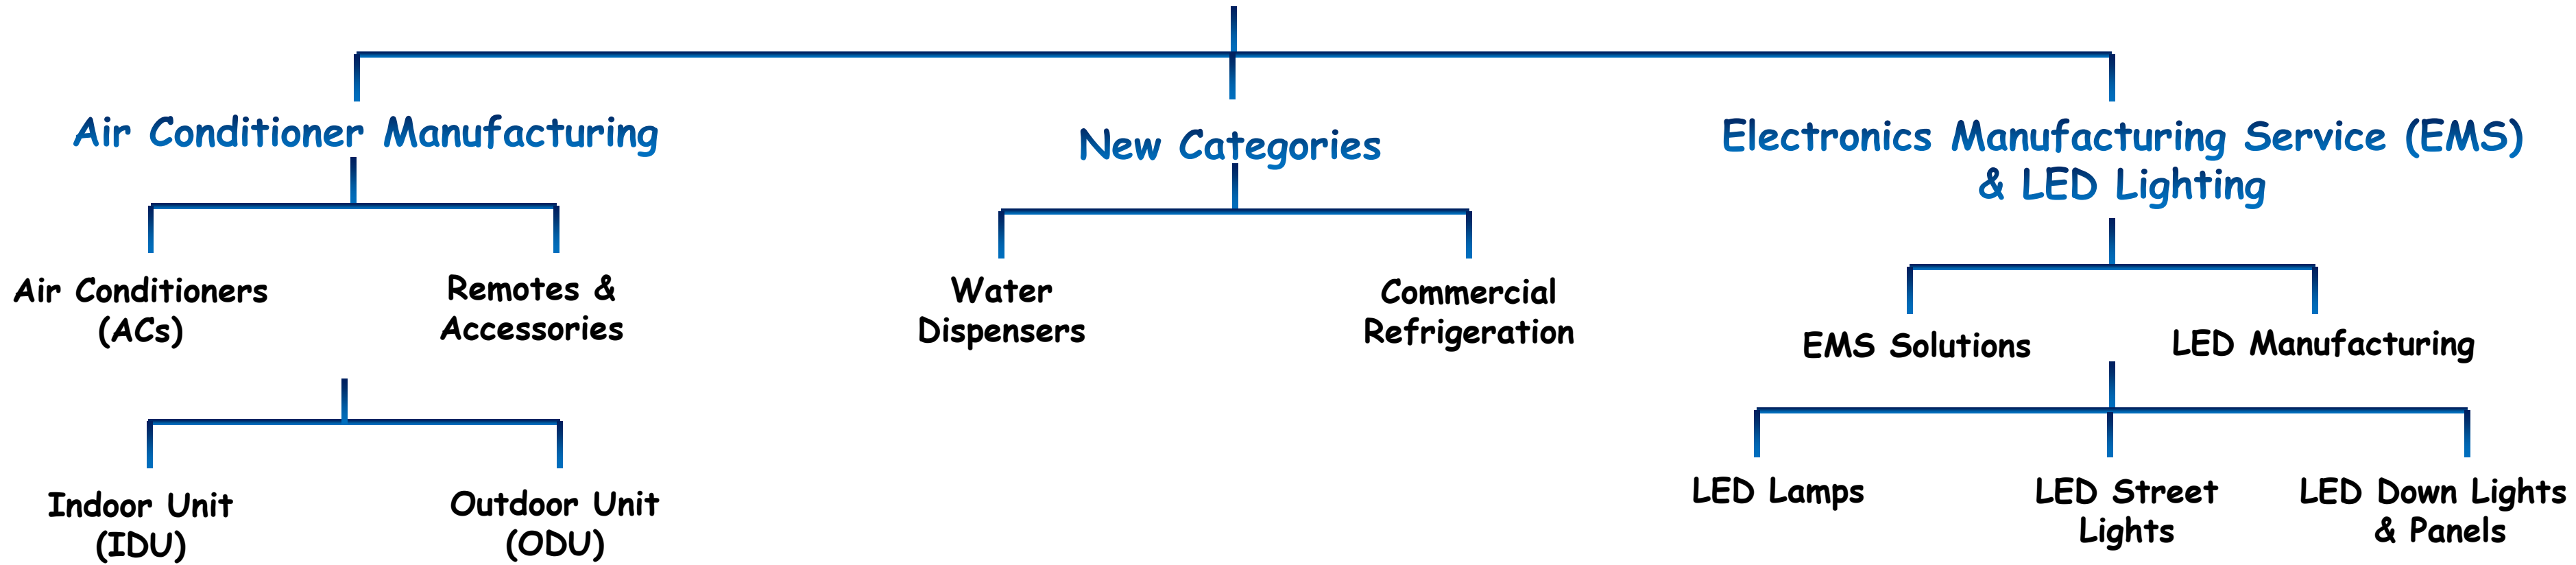 Air Conditioner Manufacturing
New Categories
Electronics Manufacturing Service (EMS)
& LED Lighting
Air Conditioners
(ACs)
Remotes &
Accessories
Water
Dispensers
Commercial
Refrigeration
EMS Solutions
LED Manufacturing
Indoor Unit
(IDU)
Outdoor Unit
(ODU)
LED Lamps
LED Street
Lights
LED Down Lights
& Panels